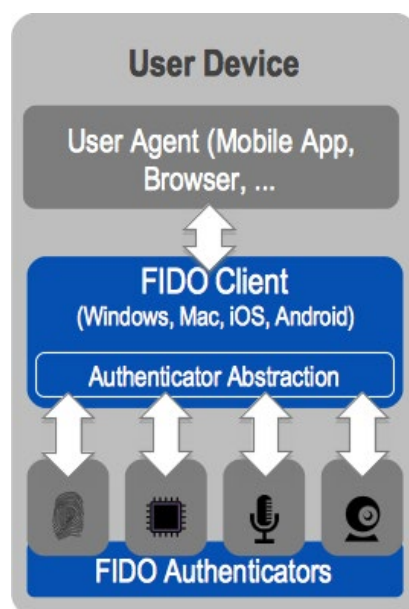 User Device
User Agent (Mobile App,
Browser, ...
FIDO Client
(Windows, Mac, iOS, Android)
Authenticator Abstraction
FIDO Authenticators